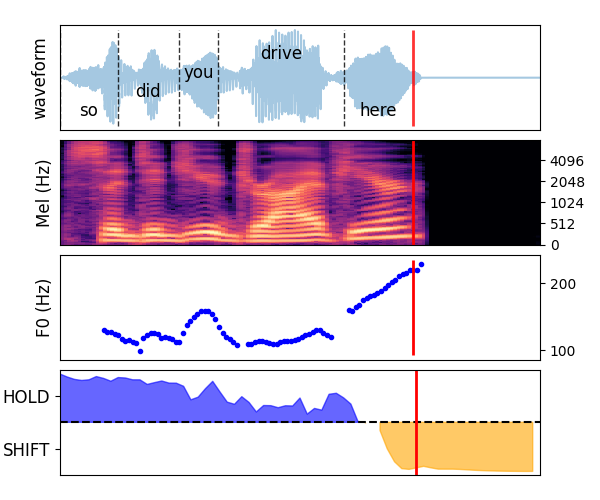 waveform
so
did
you
drive
here
Mel (Hz)
4096
2048
1024
512
0
F0 (Hz)
200
100
HOLD
SHIFT